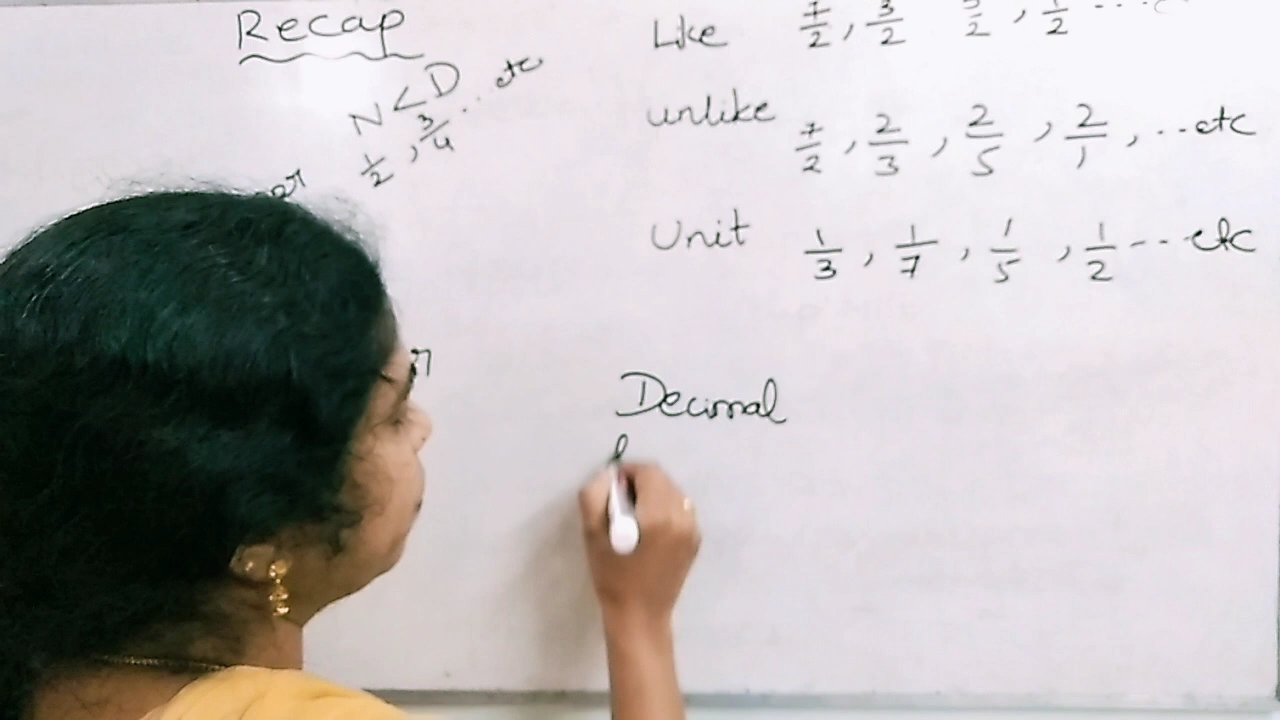 Recap
N < D
1/2, 3/4 ... etc
Like 7/2, 3/2 5/2, 1/2 ...
unlike 7/2, 2/3, 2/5, 2/1, ... etc
Unit 1/3, 1/7, 1/5, 1/2 ... etc
Decimal